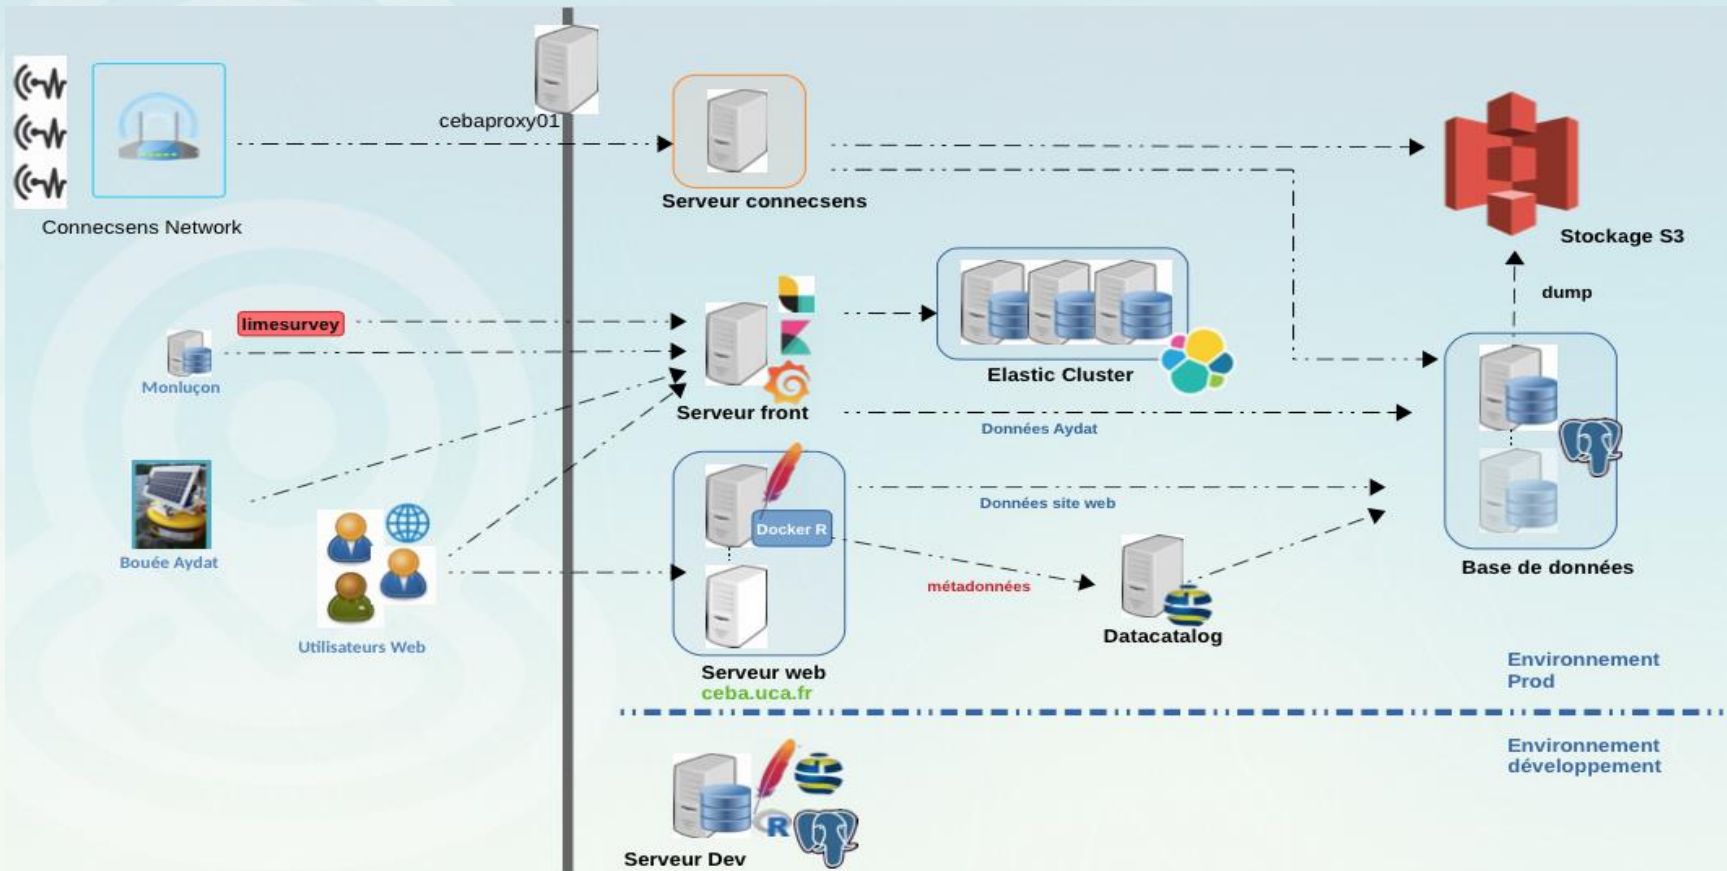 cebaproxy01
Connecsens Network
Serveur connecsens
Stockage S3
dump
limesurvey
Monluçon
Serveur front
Elastic Cluster
Données Aydat
Bouée Aydat
Docker R
Données site web
métadonnées
Datacatalog
Base de données
Utilisateurs Web
Serveur web
ceba.uca.fr
Environnement
Prod
Environnement
développement
R
Serveur Dev